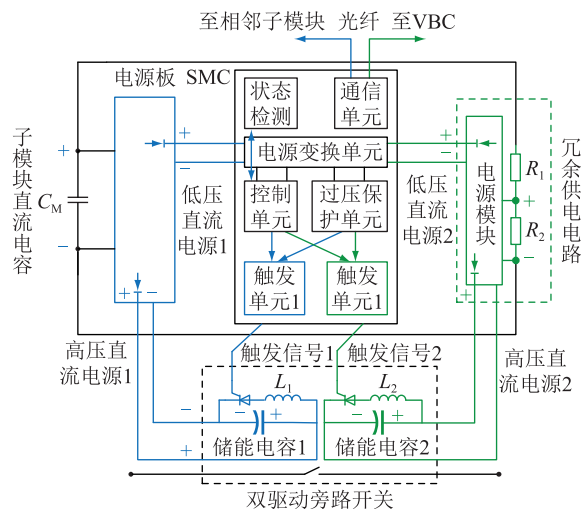 至相邻子模块 光纤 至VBC
电源板 SMC
状态
检测
通信
单元
电源变换单元
控制
单元
过压保
护单元
触发
单元1
触发
单元1
子模块直流电容
+
C_M
−
+
−
低压
直流
电源1
+
−
低压
直流
电源2
电源模块
R₁
+
R₂
−
冗余供电电路
+
−
+
−
高压直
流电源1
触发信号1
触发信号2
高压直
流电源2
L₁
L₂
−
−
+
−
+
储能电容1
储能电容2
+
双驱动旁路开关